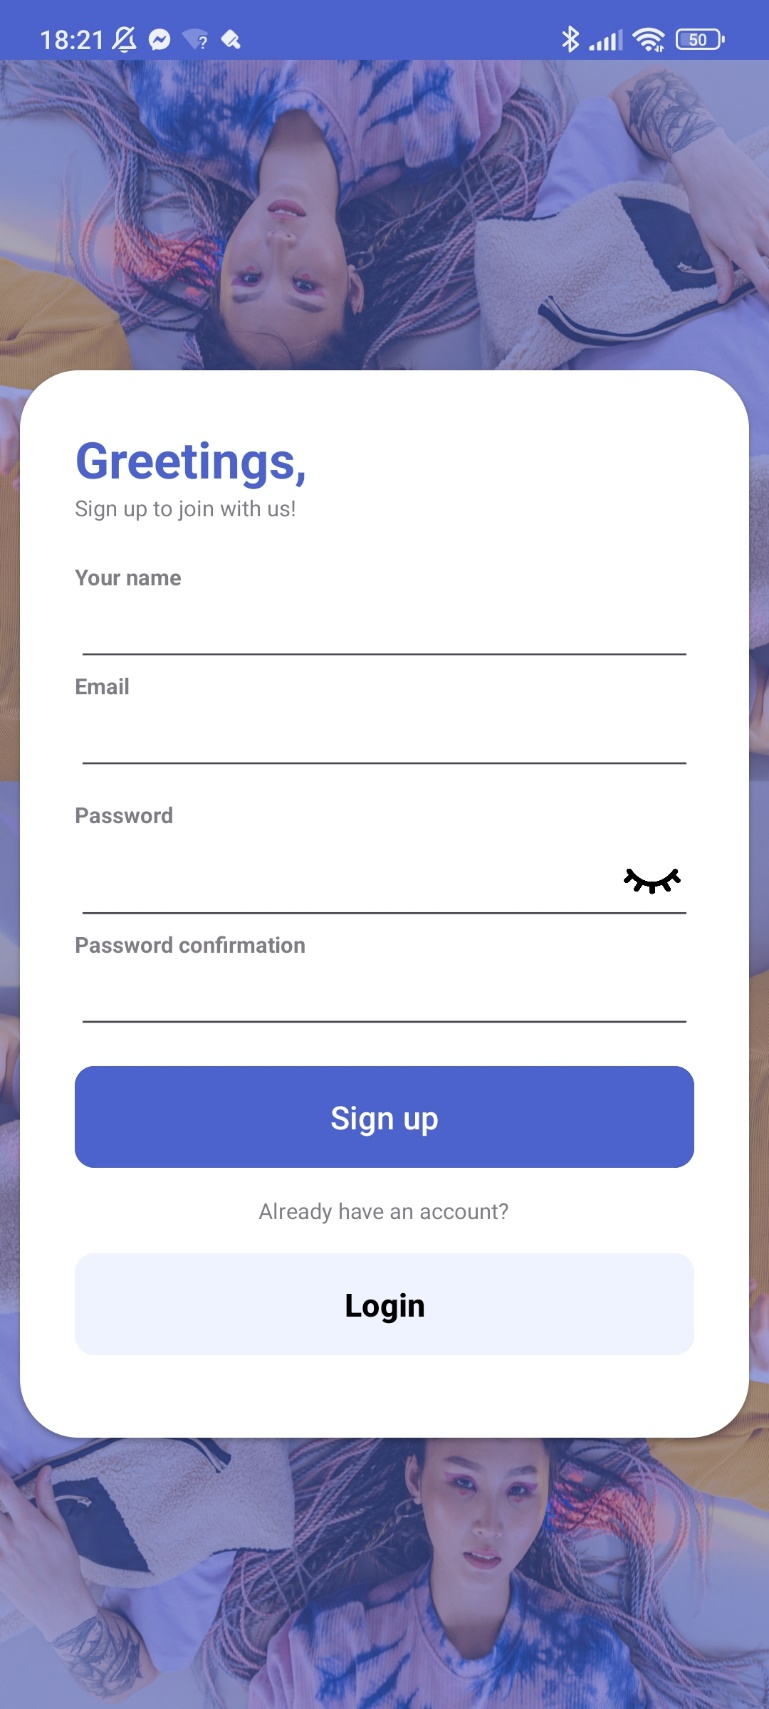 18:21 ? 50
Greetings,
Sign up to join with us!
Your name
Email
Password
Password confirmation
Sign up
Already have an account?
Login